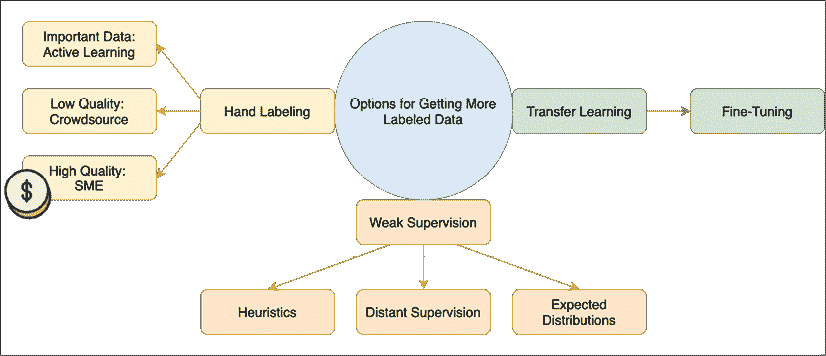 Important Data:
Active Learning
Low Quality:
Crowdsource
High Quality:
SME
$
Hand Labeling
Options for Getting More
Labeled Data
Transfer Learning
Fine-Tuning
Weak Supervision
Heuristics
Distant Supervision
Expected
Distributions